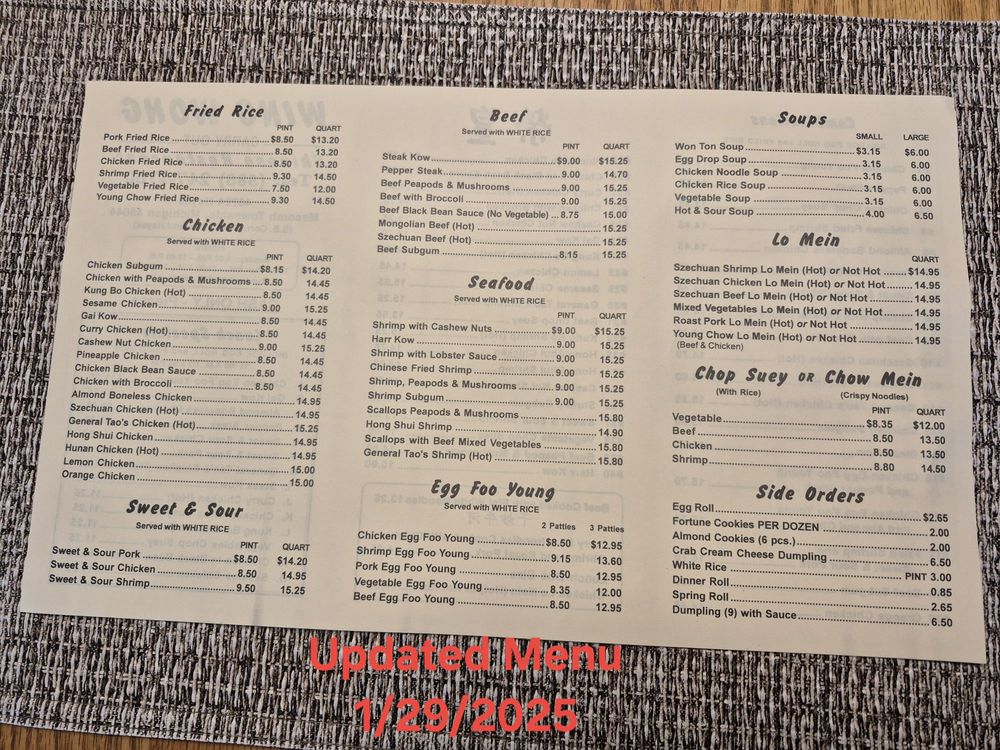 Fried Rice
PINT QUART
Pork Fried Rice $8.50 $13.20
Beef Fried Rice 8.50 13.20
Chicken Fried Rice 8.50 13.20
Shrimp Fried Rice 9.30 14.50
Vegetable Fried Rice 7.50 12.00
Young Chow Fried Rice 9.30 14.50
Chicken
Served with WHITE RICE
PINT QUART
Chicken Subgum $8.15 $14.20
Chicken with Peapods & Mushrooms 8.50 14.45
Kung Bo Chicken (Hot) 8.50 14.45
Sesame Chicken 9.00 15.25
Gai Kow 8.50 14.45
Curry Chicken (Hot) 8.50 14.45
Cashew Nut Chicken 9.00 15.25
Pineapple Chicken 8.50 14.45
Chicken Black Bean Sauce 8.50 14.45
Chicken with Broccoli 8.50 14.45
Almond Boneless Chicken 14.95
Szechuan Chicken (Hot) 14.95
General Tao's Chicken (Hot) 15.25
Hong Shui Chicken 14.95
Hunan Chicken (Hot) 14.95
Lemon Chicken 15.00
Orange Chicken 15.00
Sweet & Sour
Served with WHITE RICE
PINT QUART
Sweet & Sour Pork $8.50 $14.20
Sweet & Sour Chicken 8.50 14.95
Sweet & Sour Shrimp 9.50 15.25
Beef
Served with WHITE RICE
PINT QUART
Steak Kow $9.00 $15.25
Pepper Steak 9.00 14.70
Beef Peapods & Mushrooms 9.00 15.25
Beef with Broccoli 9.00 15.25
Beef Black Bean Sauce (No Vegetable) 8.75 15.00
Mongolian Beef (Hot) 15.25
Szechuan Beef (Hot) 15.25
Beef Subgum 8.15 15.25
Seafood
Served with WHITE RICE
PINT QUART
Shrimp with Cashew Nuts $9.00 $15.25
Harr Kow 9.00 15.25
Shrimp with Lobster Sauce 9.00 15.25
Chinese Fried Shrimp 9.00 15.25
Shrimp, Peapods & Mushrooms 9.00 15.25
Shrimp Subgum 9.00 15.25
Scallops Peapods & Mushrooms 15.80
Hong Shui Shrimp 14.90
Scallops with Beef Mixed Vegetables 15.80
General Tao's Shrimp (Hot) 15.80
Egg Foo Young
Served with WHITE RICE
2 Patties 3 Patties
Chicken Egg Foo Young $8.50 $12.95
Shrimp Egg Foo Young 9.15 13.60
Pork Egg Foo Young 8.50 12.95
Vegetable Egg Foo Young 8.35 12.00
Beef Egg Foo Young 8.50 12.95
Soups
SMALL LARGE
Won Ton Soup $3.15 $6.00
Egg Drop Soup 3.15 6.00
Chicken Noodle Soup 3.15 6.00
Chicken Rice Soup 3.15 6.00
Vegetable Soup 3.15 6.00
Hot & Sour Soup 4.00 6.50
Lo Mein
QUART
Szechuan Shrimp Lo Mein (Hot) or Not Hot $14.95
Szechuan Chicken Lo Mein (Hot) or Not Hot 14.95
Szechuan Beef Lo Mein (Hot) or Not Hot 14.95
Mixed Vegetables Lo Mein (Hot) or Not Hot 14.95
Roast Pork Lo Mein (Hot) or Not Hot 14.95
Young Chow Lo Mein (Hot) or Not Hot 14.95
(Beef & Chicken)
Chop Suey OR Chow Mein
(With Rice) (Crispy Noodles)
PINT QUART
Vegetable $8.35 $12.00
Beef 8.50 13.50
Chicken 8.50 13.50
Shrimp 8.80 14.50
Side Orders
Egg Roll $2.65
Fortune Cookies PER DOZEN 2.00
Almond Cookies (6 pcs.) 2.00
Crab Cream Cheese Dumpling 6.50
White Rice PINT 3.00
Dinner Roll 0.85
Spring Roll 2.65
Dumpling (9) with Sauce 6.50
Updated Menu
1/29/2025